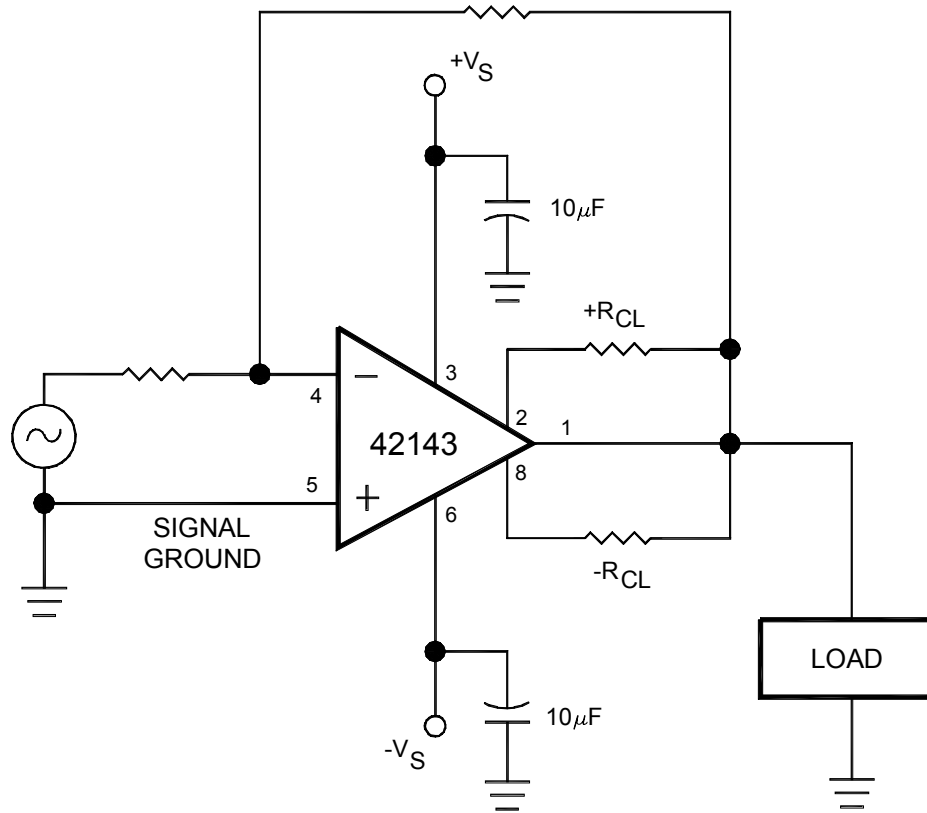 +VS
10μF
+RCL
3
4
2
1
42143
8
5
6
SIGNAL
GROUND
-RCL
LOAD
10μF
-VS